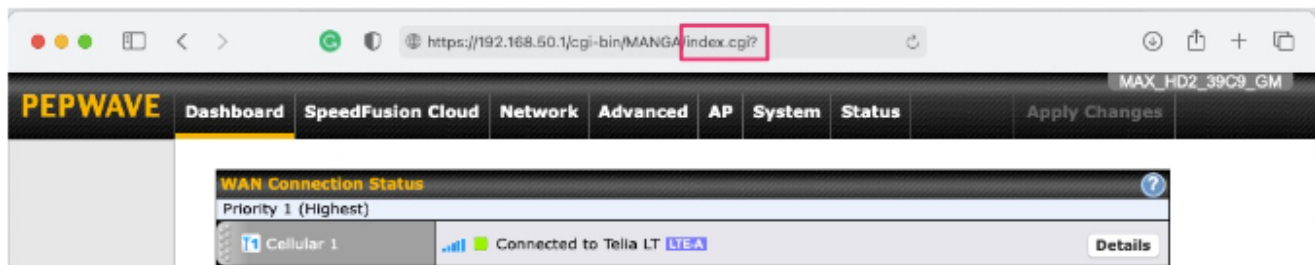 https://192.168.50.1/cgi-bin/MANGA/index.cgi?
MAX_HD2_39C9_GM
PEPWAVE Dashboard SpeedFusion Cloud Network Advanced AP System Status Apply Changes
WAN Connection Status ?
Priority 1 (Highest)
1 Cellular 1 Connected to Telia LT LTE-A Details